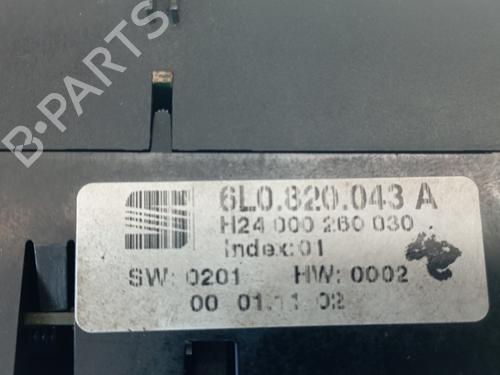 B-PARTS
6L0.820.043 A
H24 000 260 030
Index:01
SW: 0201 HW: 0002
00 01.11 02